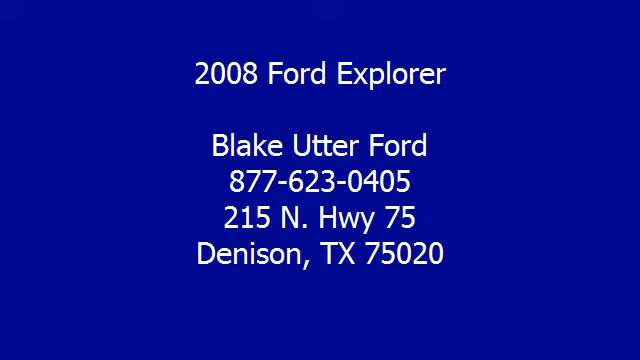 2008 Ford Explorer
Blake Utter Ford
877-623-0405
215 N. Hwy 75
Denison, TX 75020